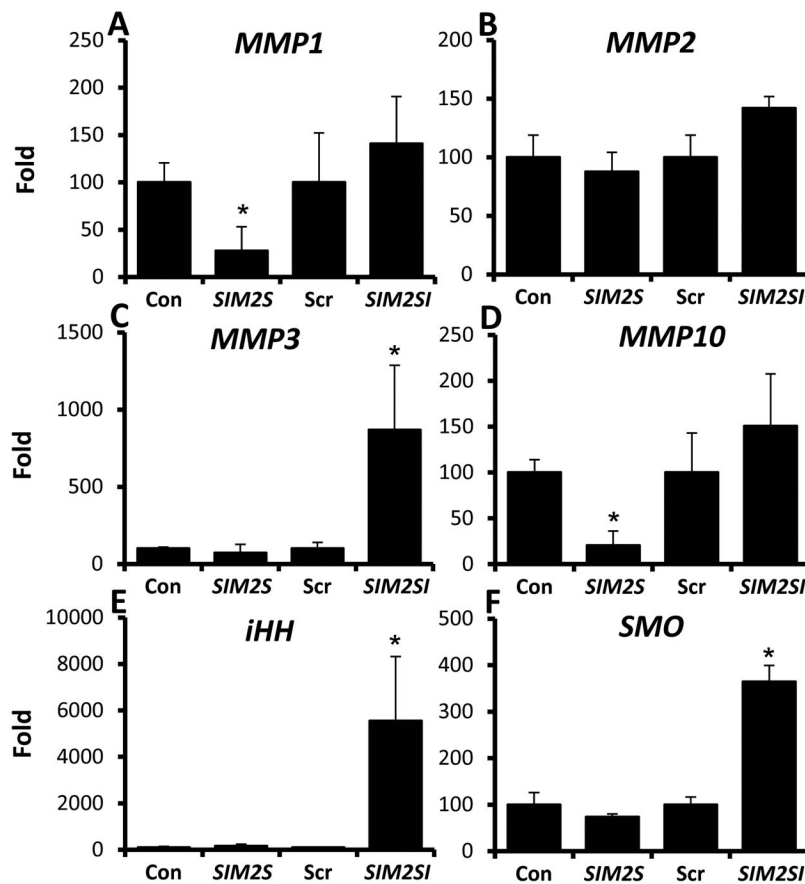 A
MMP1
250
200
150
100
50
0
Fold
*
Con SIM2S Scr SIM2SI
B
MMP2
200
150
100
50
0
Con SIM2S Scr SIM2SI
C
MMP3
1500
1000
500
0
Fold
*
Con SIM2S Scr SIM2SI
D
MMP10
250
200
150
100
50
0
*
Con SIM2S Scr SIM2SI
E
iHH
10000
8000
6000
4000
2000
0
Fold
*
Con SIM2S Scr SIM2SI
F
SMO
500
400
300
200
100
0
*
Con SIM2S Scr SIM2SI